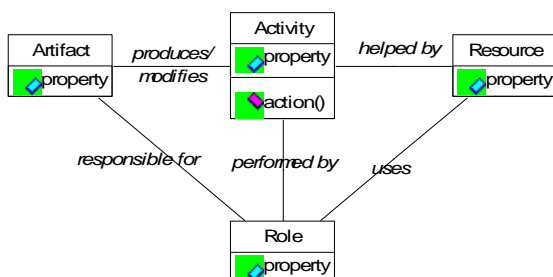 Activity
Artifact
produces/
modifies
property
helped by
Resource
property
property
action()
responsible for
performed by
uses
Role
property